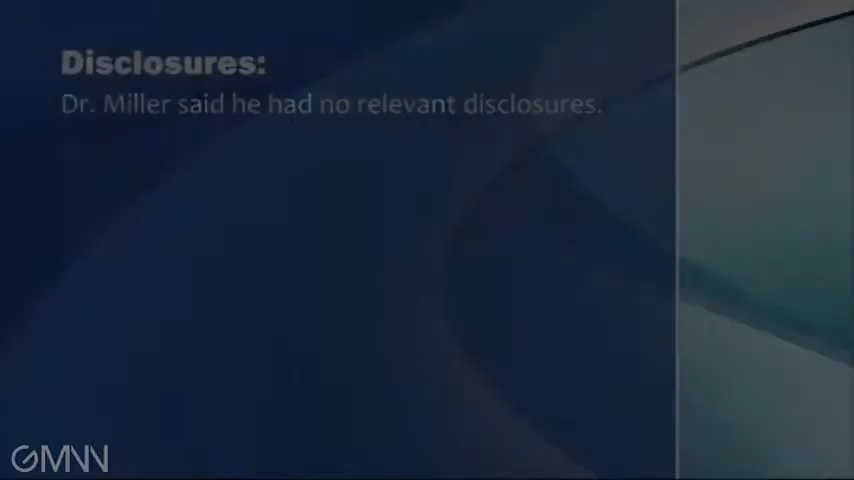 Disclosures:
Dr. Miller said he had no relevant disclosures.
GMNN